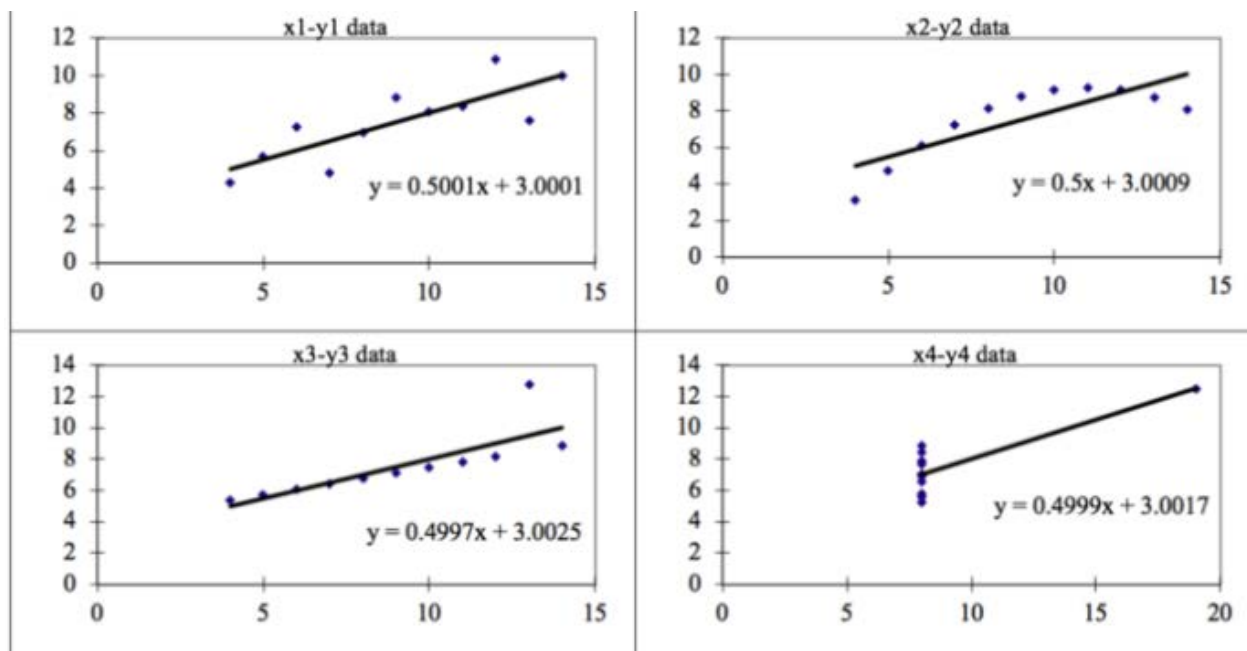 x1-y1 data
12
10
8
6
4
2
0
0 5 10 15
y = 0.5001x + 3.0001
x2-y2 data
12
10
8
6
4
2
0
0 5 10 15
y = 0.5x + 3.0009
x3-y3 data
14
12
10
8
6
4
2
0
0 5 10 15
y = 0.4997x + 3.0025
x4-y4 data
14
12
10
8
6
4
2
0
0 5 10 15 20
y = 0.4999x + 3.0017